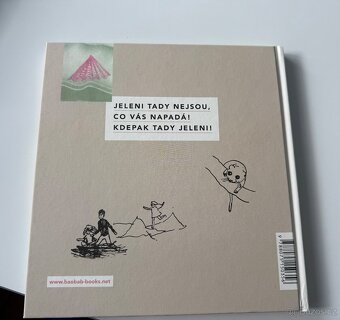 JELENI TADY NEJSOU,
CO VÁS NAPADÁ!
KDEPAK TADY JELENI!
www.baobab-books.net